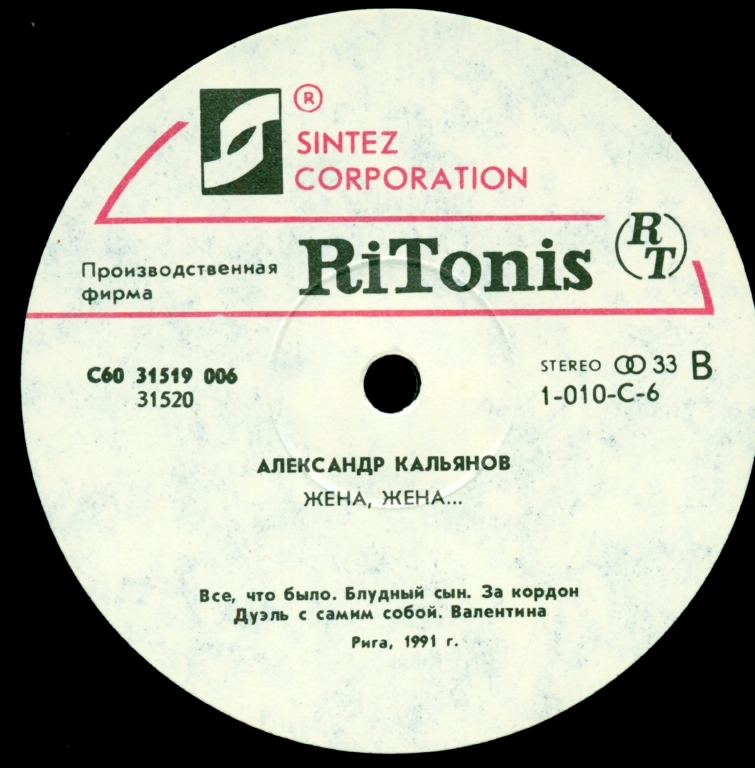 ®
SINTEZ
CORPORATION
Производственная
фирма
RiTonis
RT
С60 31519 006
31520
STEREO 33 B
1-010-C-6
АЛЕКСАНДР КАЛЬЯНОВ
ЖЕНА, ЖЕНА...
Все, что было. Блудный сын. За кордон
Дуэль с самим собой. Валентина
Рига, 1991 г.